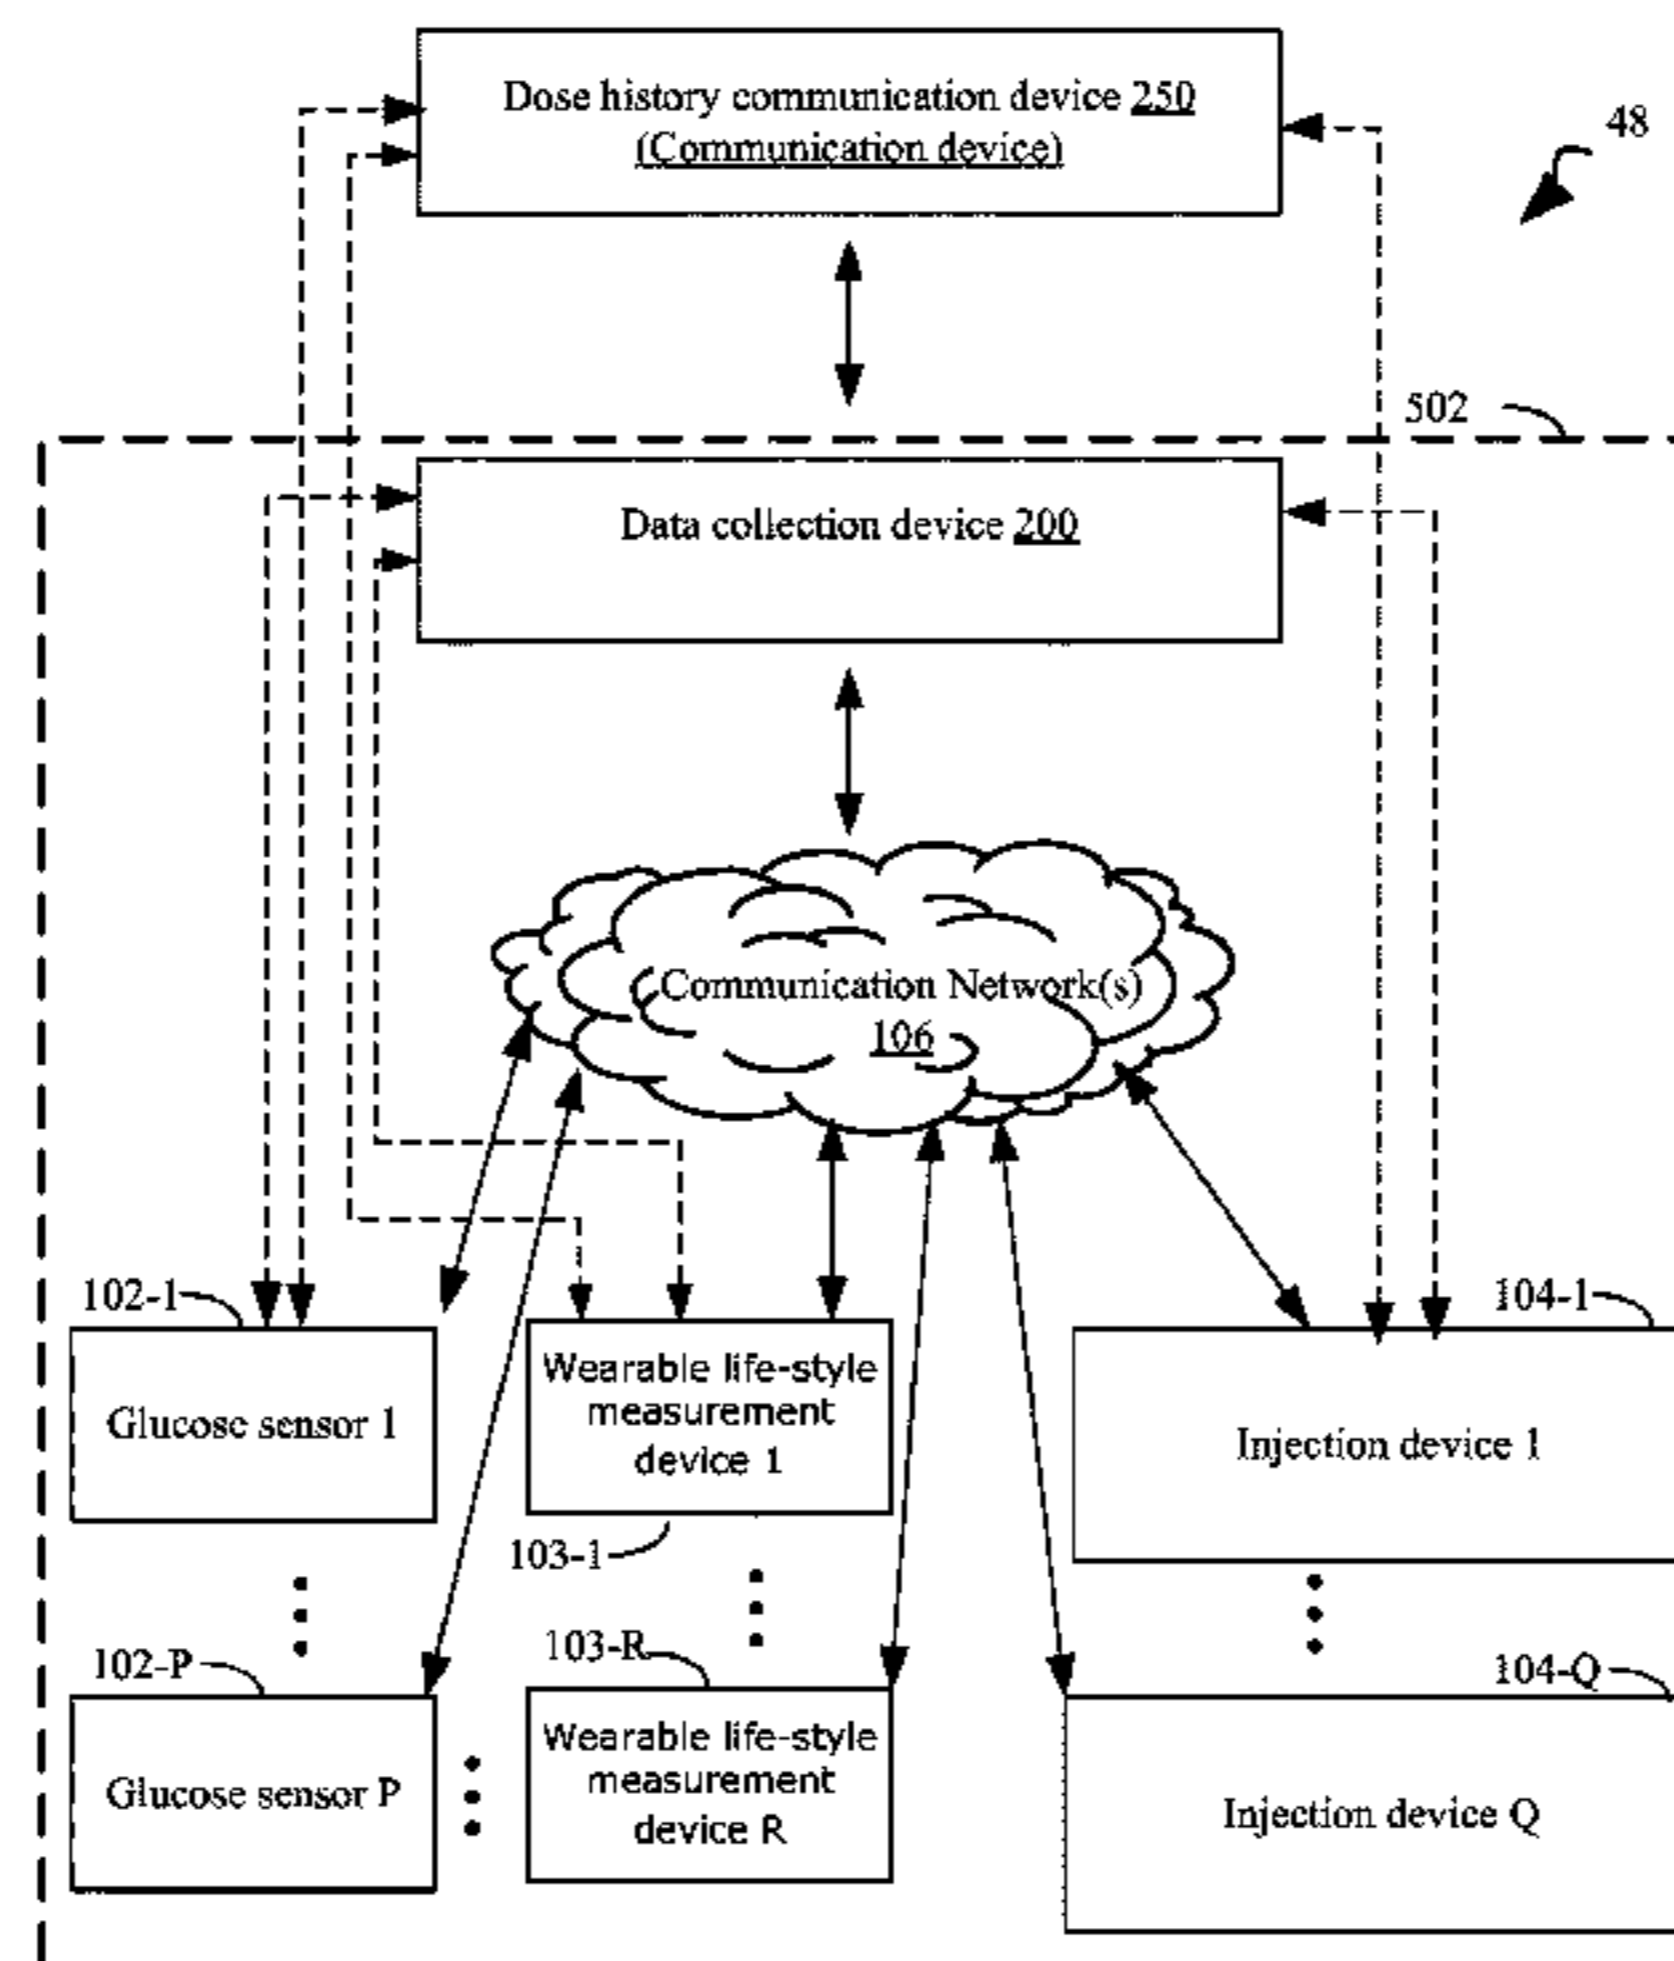 Dose history communication device 250
(Communication device)
48
502
Data collection device 200
Communication Network(s)
106
102-1
104-1
Glucose sensor 1
Wearable life-style
measurement
device 1
Injection device 1
103-1
102-P
103-R
104-Q
Glucose sensor P
Wearable life-style
measurement
device R
Injection device Q